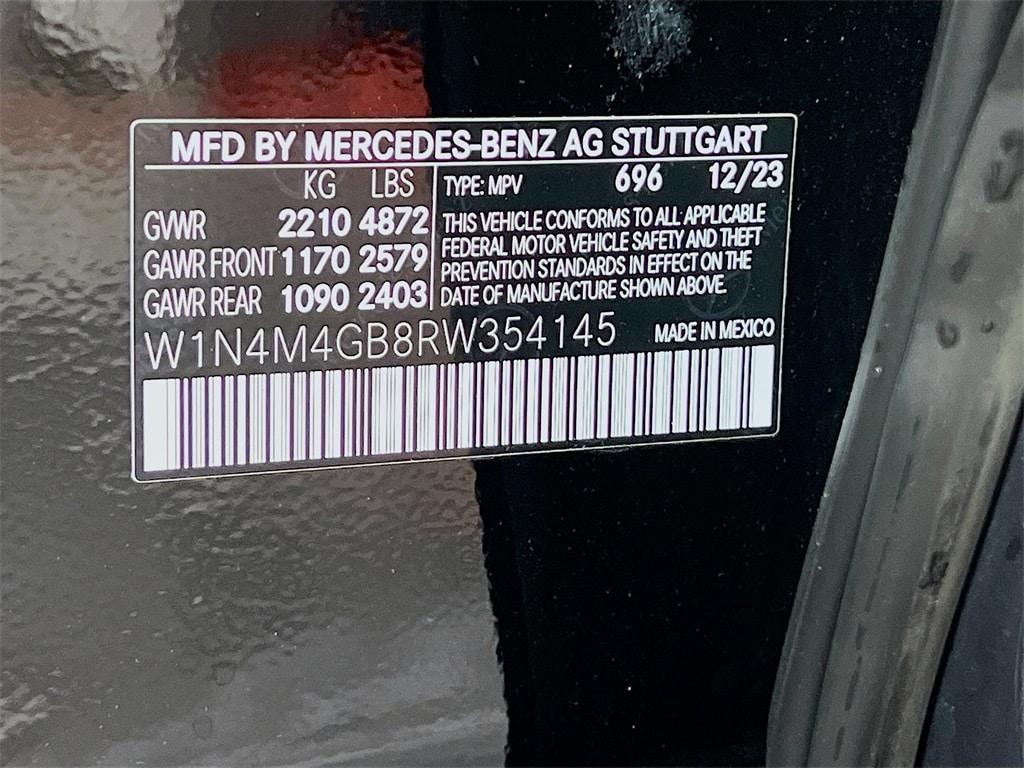 MFD BY MERCEDES-BENZ AG STUTTGART
KG LBS
GVWR 2210 4872
GAWR FRONT 1170 2579
GAWR REAR 1090 2403
TYPE: MPV 696 12/23
THIS VEHICLE CONFORMS TO ALL APPLICABLE
FEDERAL MOTOR VEHICLE SAFETY AND THEFT
PREVENTION STANDARDS IN EFFECT ON THE
DATE OF MANUFACTURE SHOWN ABOVE.
W1N4M4GB8RW354145
MADE IN MEXICO